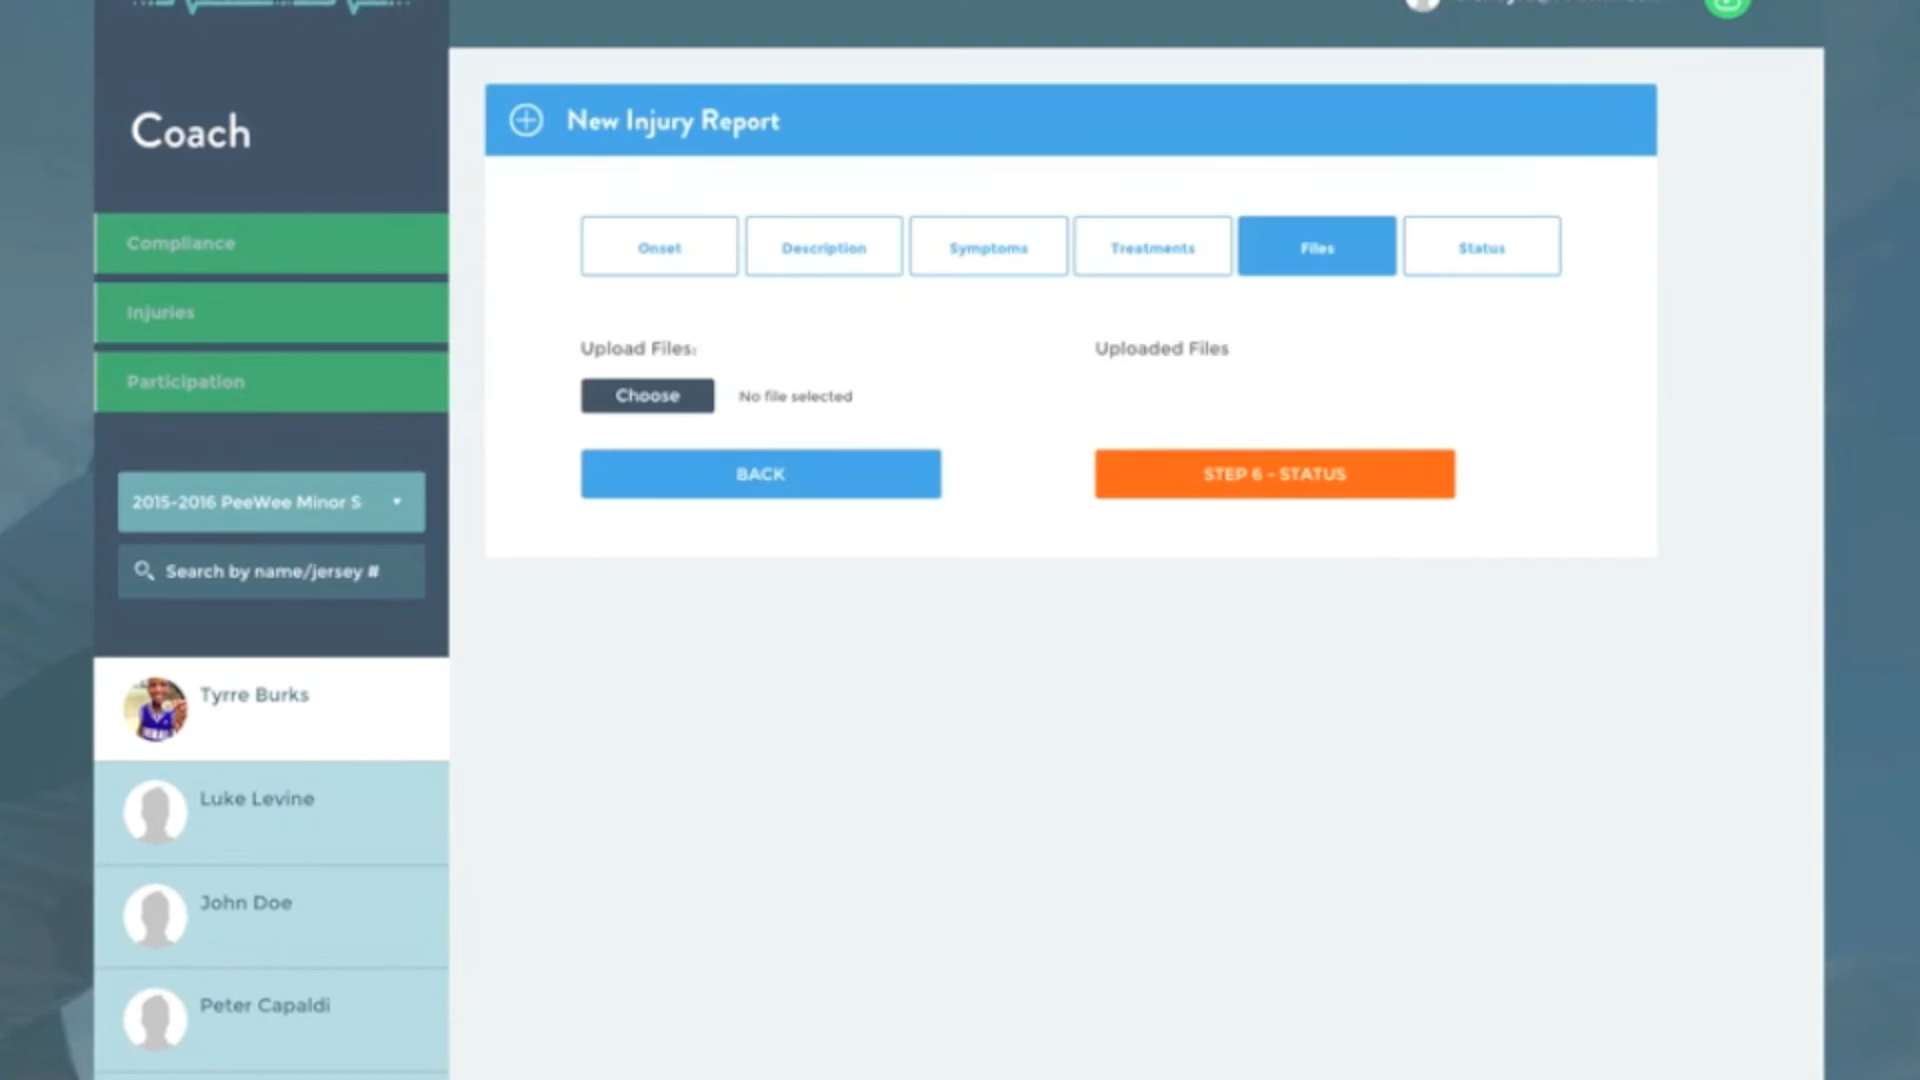 Coach
Compliance
Injuries
Participation
2015-2016 PeeWee Minor S
Search by name/jersey #
Tyrre Burks
Luke Levine
John Doe
Peter Capaldi
New Injury Report
Onset
Description
Symptoms
Treatments
Files
Status
Upload Files:
Uploaded Files
Choose
No file selected
BACK
STEP 6 - STATUS